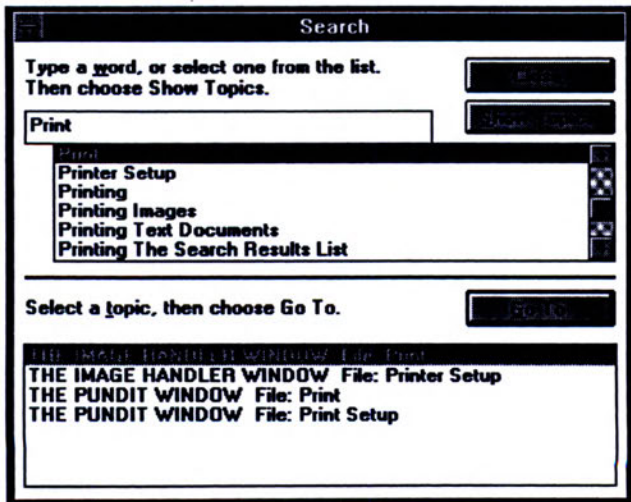 Search
Type a word, or select one from the list.
Then choose Show Topics.
Print
Print
Printer Setup
Printing
Printing Images
Printing Text Documents
Printing The Search Results List
Select a topic, then choose Go To.
Go To
THE IMAGE HANDLER WINDOW File: Print
THE IMAGE HANDLER WINDOW File: Printer Setup
THE PUNDIT WINDOW File: Print
THE PUNDIT WINDOW File: Print Setup